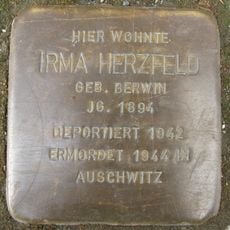 HIER WOHNTE
IRMA HERZFELD
GEB. BERWIN
JG. 1894
DEPORTIERT 1942
ERMORDET 1944 IN
AUSCHWITZ